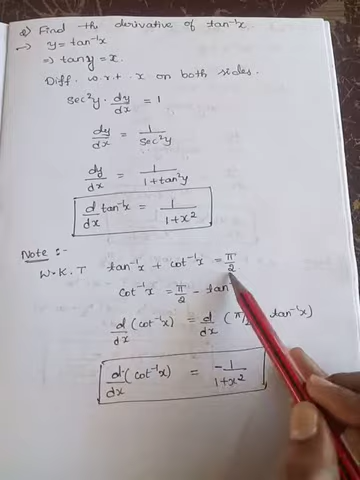 Q) Find the derivative of tan⁻¹x
→ y = tan⁻¹x
⇒ tany = x.
Diff. w.r.t. x on both sides.
sec²y · dy/dx = 1
dy/dx = 1/sec²y
dy/dx = 1/(1+tan²y)
d/dx tan⁻¹x = 1/(1+x²)
Note :-
W.K.T tan⁻¹x + cot⁻¹x = π/2
cot⁻¹x = π/2 - tan⁻
d/dx (cot⁻¹x) = d/dx (π/2 tan⁻¹x)
d/dx (cot⁻¹x) = -1/(1+x²)